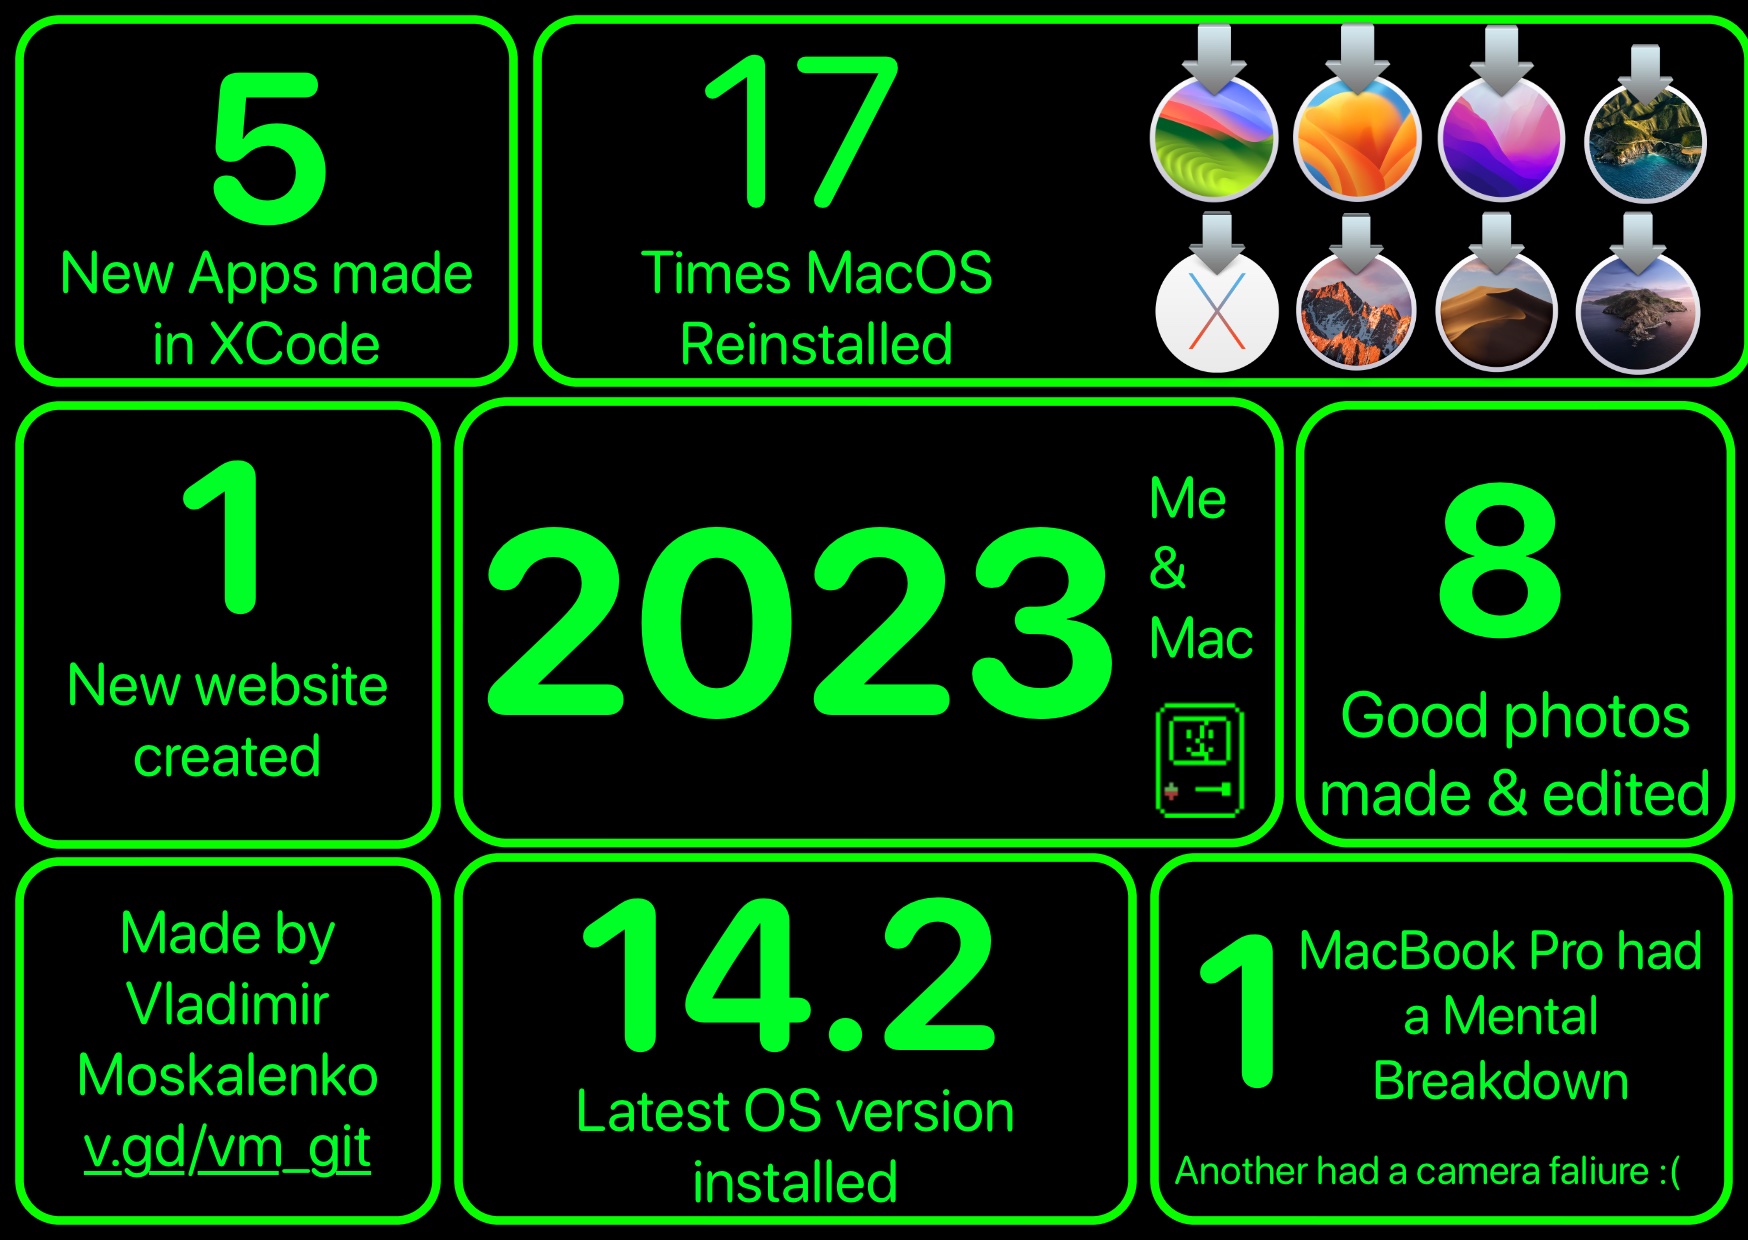 5
New Apps made
in XCode
17
Times MacOS
Reinstalled
1
New website
created
2023
Me
&
Mac
8
Good photos
made & edited
Made by
Vladimir
Moskalenko
v.gd/vm_git
14.2
Latest OS version
installed
1
MacBook Pro had
a Mental
Breakdown
Another had a camera faliure :(